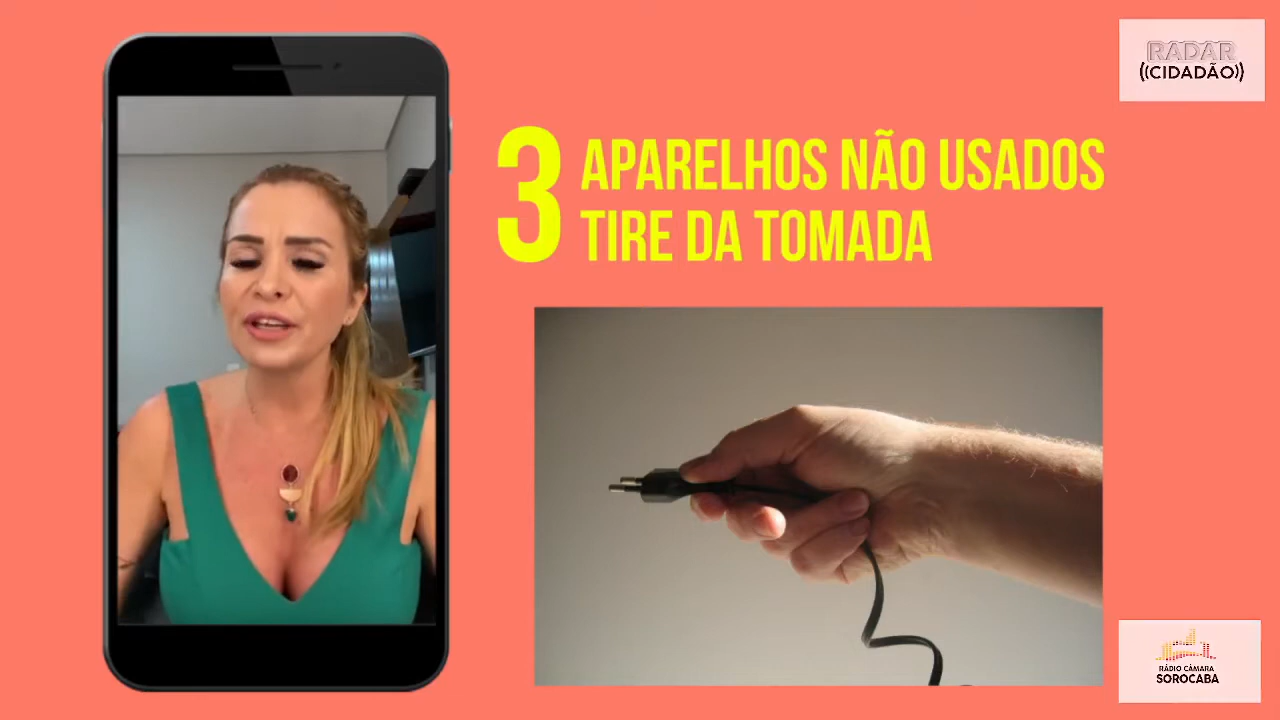 RADAR
((CIDADÃO))
3 APARELHOS NÃO USADOS
TIRE DA TOMADA
RÁDIO CÂMARA
SOROCABA